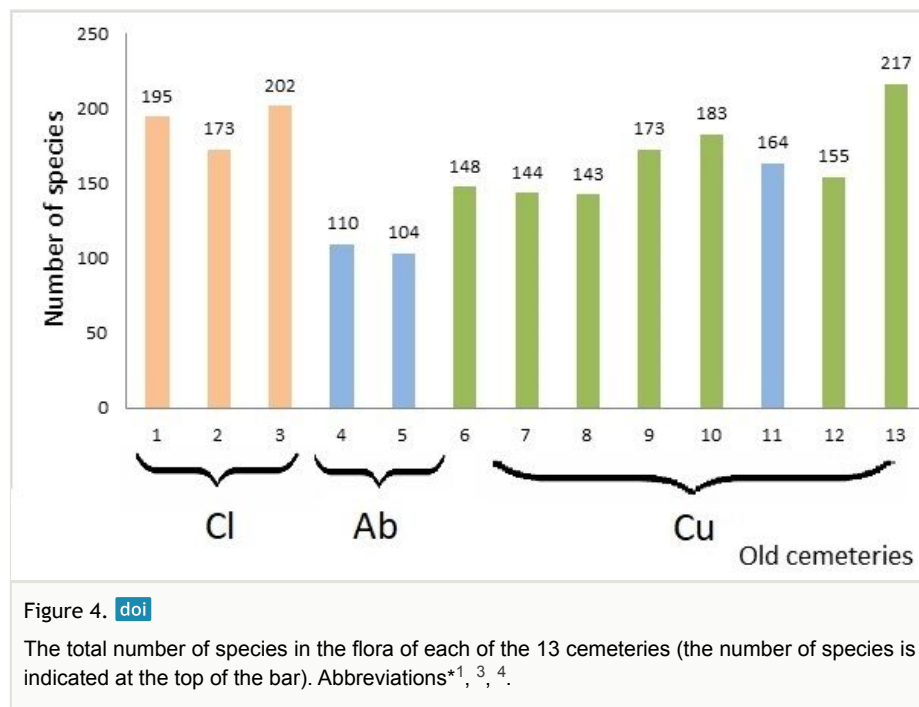 250
200
150
100
50
0
Number of species
195 173 202 110 104 148 144 143 173 183 164 155 217
1 2 3 4 5 6 7 8 9 10 11 12 13
Cl Ab Cu
Old cemeteries
Figure 4. doi
The total number of species in the flora of each of the 13 cemeteries (the number of species is
indicated at the top of the bar). Abbreviations*1, 3, 4.